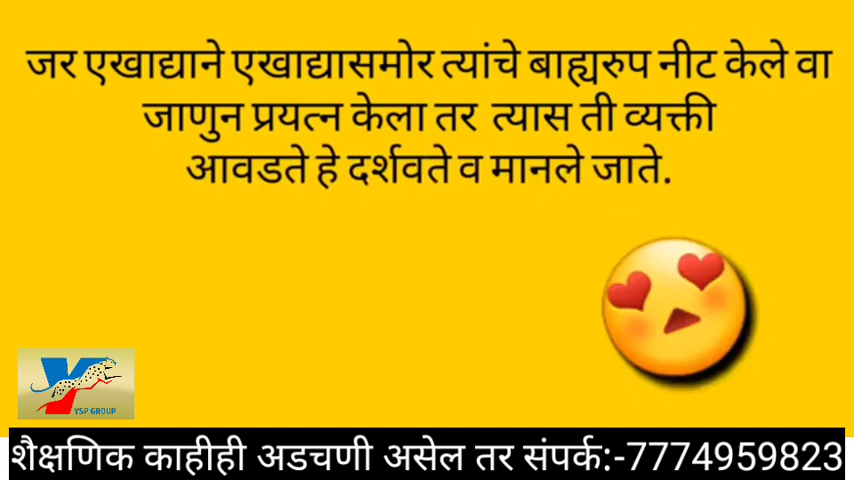 जर एखाद्याने एखाद्यासमोर त्यांचे बाह्यरुप नीट केले वा
जाणुन प्रयत्न केला तर त्यास ती व्यक्ती
आवडते हे दर्शवते व मानले जाते.
YSP GROUP
शैक्षणिक काहीही अडचणी असेल तर संपर्क:-7774959823